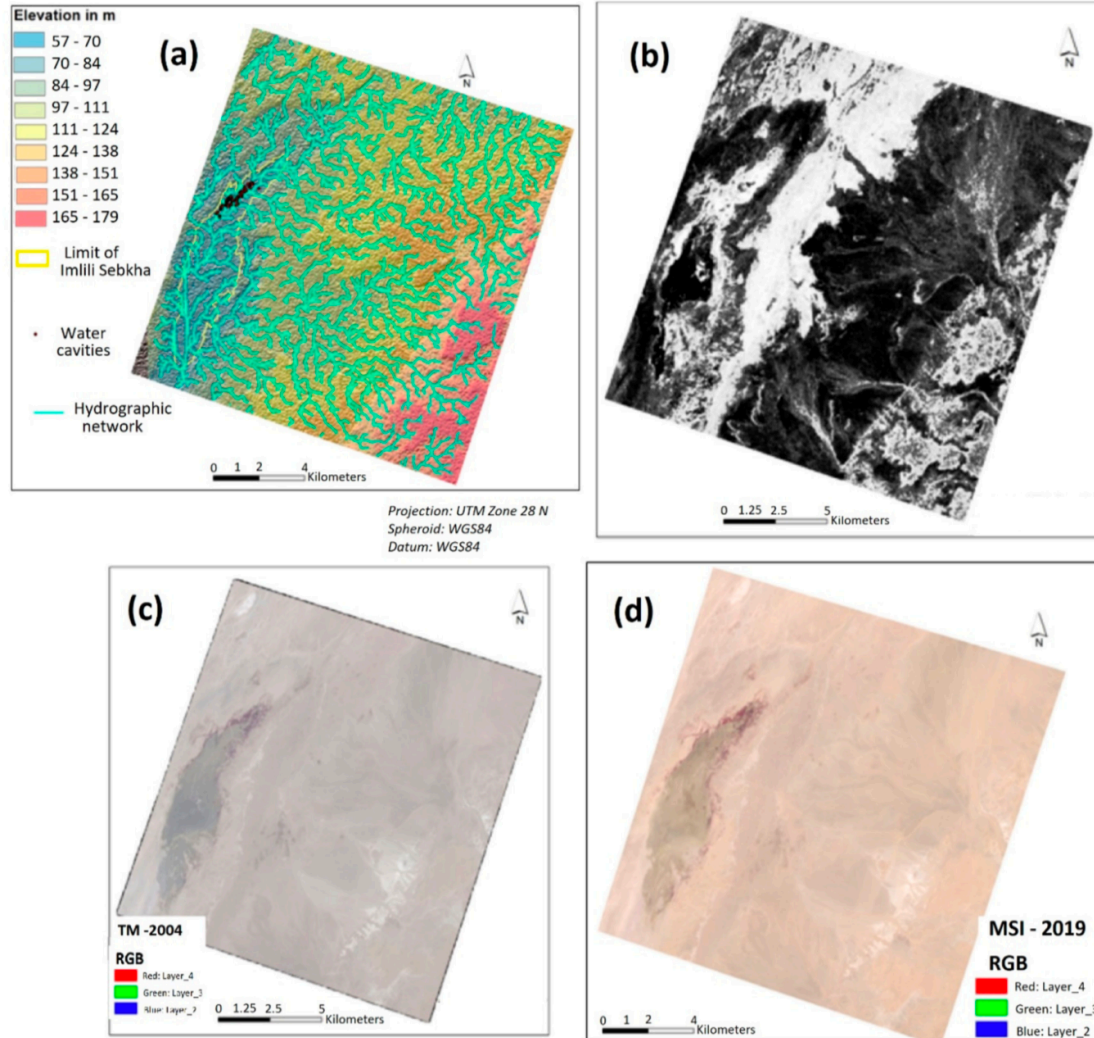 Elevation in m
57 - 70
70 - 84
84 - 97
97 - 111
111 - 124
124 - 138
138 - 151
151 - 165
165 - 179
Limit of
Imlili Sebkha
Water
cavities
Hydrographic
network
(a)
N
0 1 2 4
Kilometers
Projection: UTM Zone 28 N
Spheroid: WGS84
Datum: WGS84
(b)
N
0 1.25 2.5 5
Kilometers
(c)
N
TM -2004
RGB
Red: Layer_4
Green: Layer_3
Blue: Layer_2
0 1.25 2.5 5
Kilometers
(d)
N
MSI - 2019
RGB
Red: Layer_4
Green: Layer_3
Blue: Layer_2
0 1 2 4
Kilometers